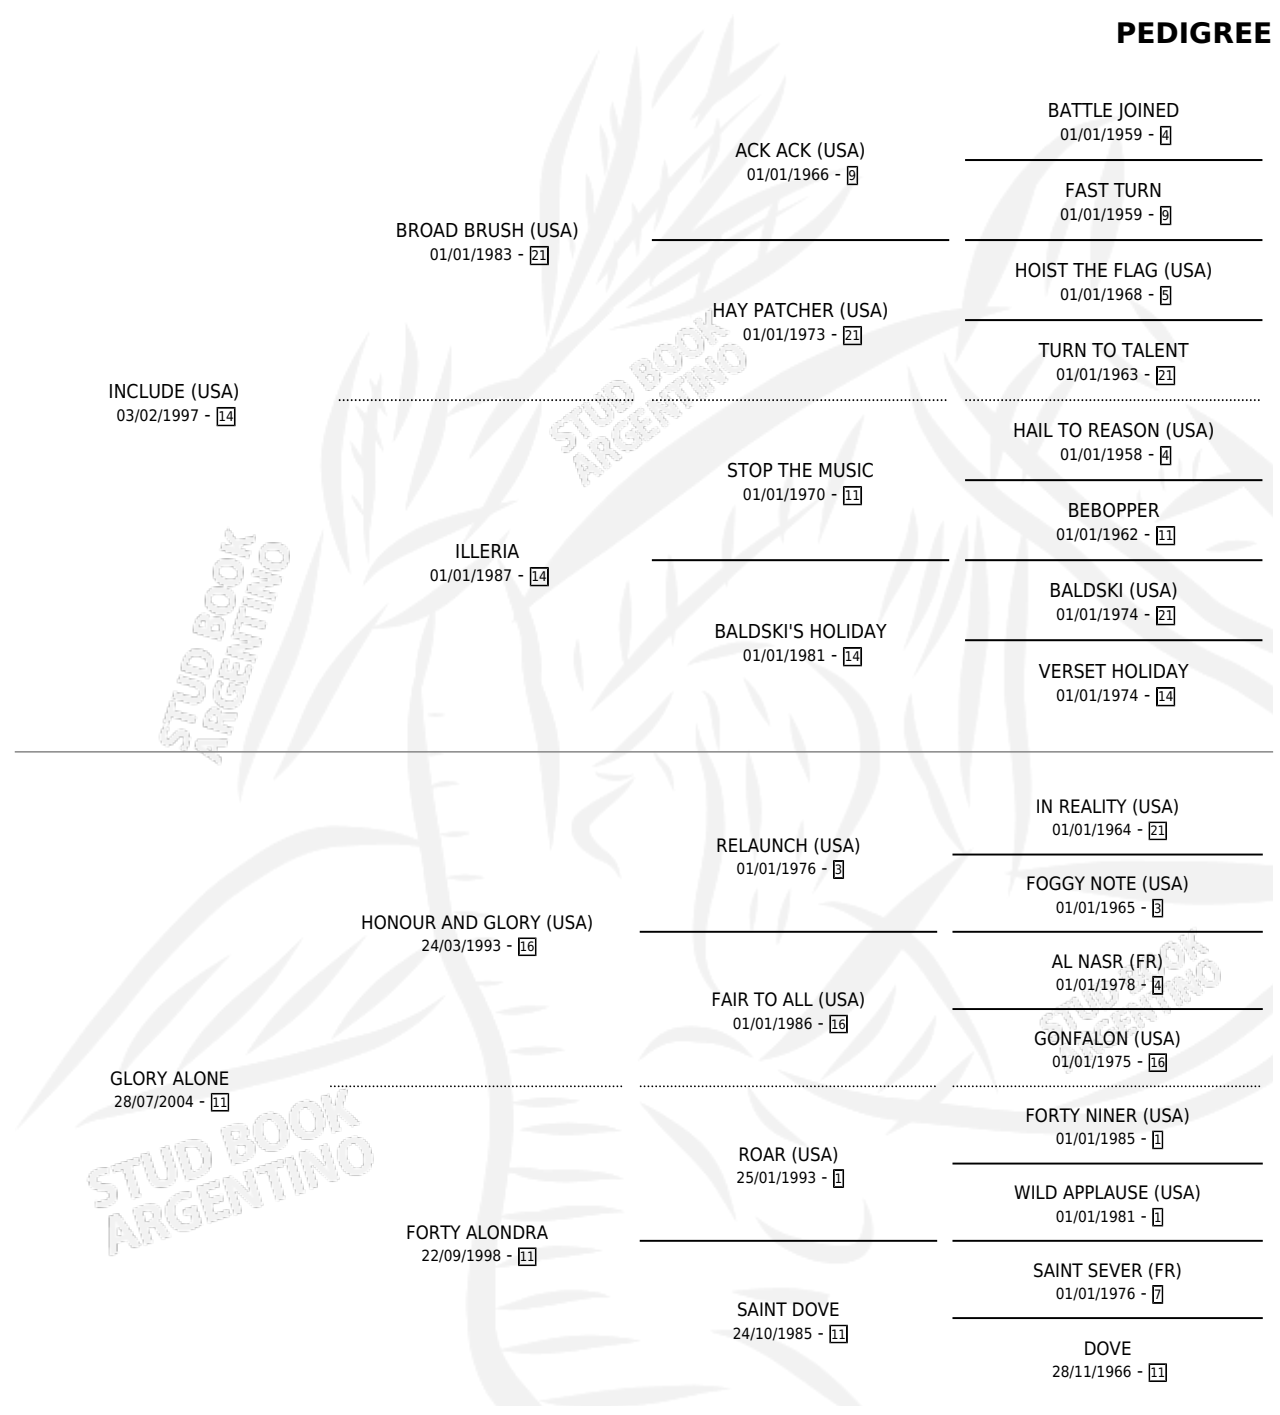 PEDIGREE
BATTLE JOINED
01/01/1959 - 4
ACK ACK (USA)
01/01/1966 - 9
FAST TURN
01/01/1959 - 9
BROAD BRUSH (USA)
01/01/1983 - 21
HOIST THE FLAG (USA)
01/01/1968 - 5
HAY PATCHER (USA)
01/01/1973 - 21
TURN TO TALENT
01/01/1963 - 21
INCLUDE (USA)
03/02/1997 - 14
HAIL TO REASON (USA)
01/01/1958 - 4
STOP THE MUSIC
01/01/1970 - 11
BEBOPPER
01/01/1962 - 11
ILLERIA
01/01/1987 - 14
BALDSKI (USA)
01/01/1974 - 21
BALDSKI'S HOLIDAY
01/01/1981 - 14
VERSET HOLIDAY
01/01/1974 - 14
IN REALITY (USA)
01/01/1964 - 21
RELAUNCH (USA)
01/01/1976 - 3
FOGGY NOTE (USA)
01/01/1965 - 3
HONOUR AND GLORY (USA)
24/03/1993 - 16
AL NASR (FR)
01/01/1978 - 4
FAIR TO ALL (USA)
01/01/1986 - 16
GONFALON (USA)
01/01/1975 - 16
GLORY ALONE
28/07/2004 - 11
FORTY NINER (USA)
01/01/1985 - 1
ROAR (USA)
25/01/1993 - 1
WILD APPLAUSE (USA)
01/01/1981 - 1
FORTY ALONDRA
22/09/1998 - 11
SAINT SEVER (FR)
01/01/1976 - 7
SAINT DOVE
24/10/1985 - 11
DOVE
28/11/1966 - 11
STUD BOOK
ARGENTINO
STUD BOOK
ARGENTINO
STUD BOOK
ARGENTINO
STUD BOOK
ARGENTINO